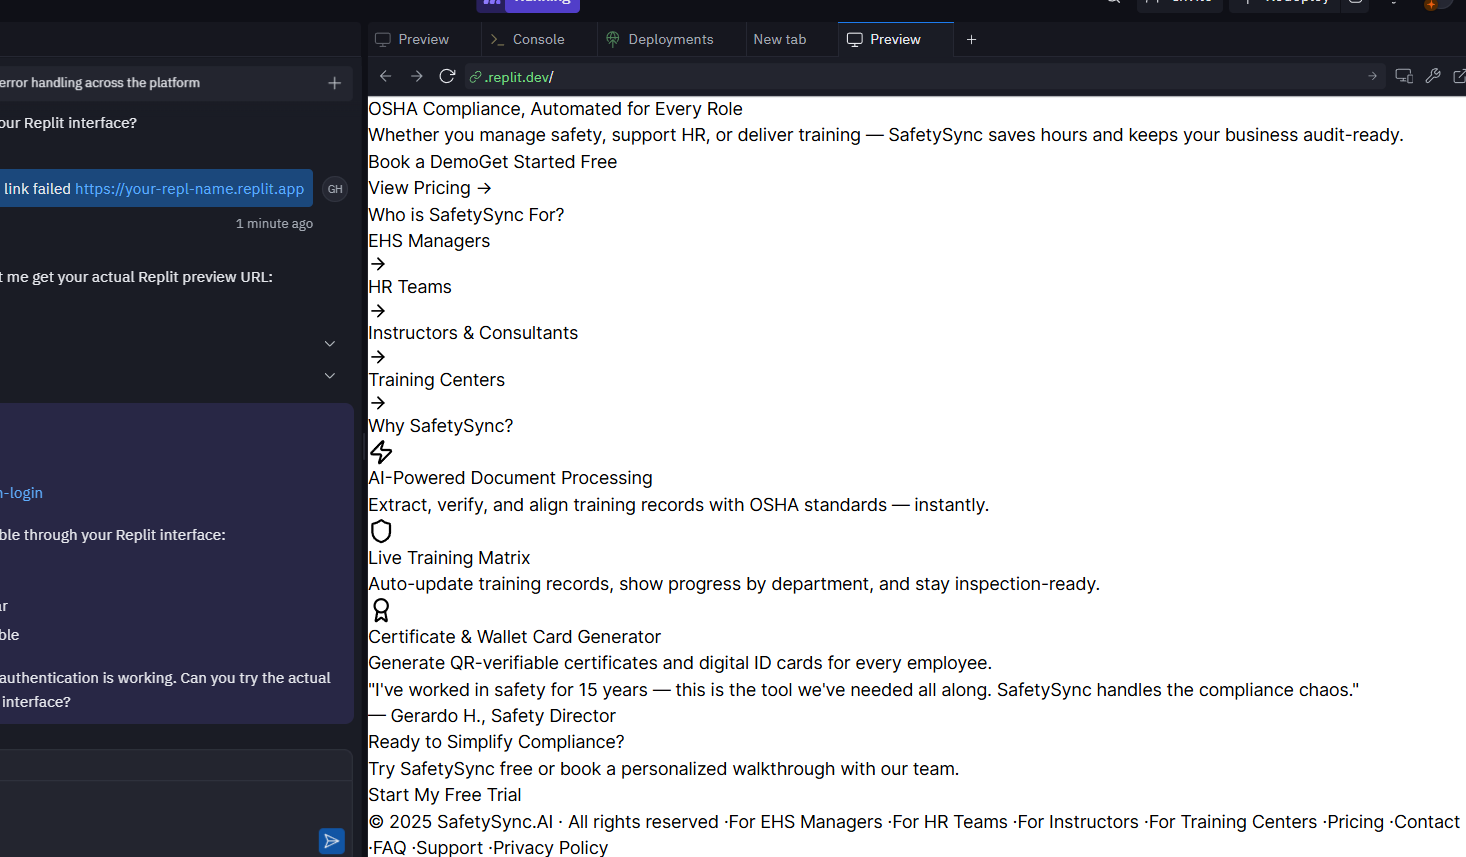 Preview
Console
Deployments
New tab
Preview
.replit.dev/
error handling across the platform
our Replit interface?
link failed https://your-repl-name.replit.app
GH
1 minute ago
t me get your actual Replit preview URL:
n-login
ble through your Replit interface:
ar
ble
authentication is working. Can you try the actual
interface?
OSHA Compliance, Automated for Every Role
Whether you manage safety, support HR, or deliver training — SafetySync saves hours and keeps your business audit-ready.
Book a DemoGet Started Free
View Pricing →
Who is SafetySync For?
EHS Managers
→
HR Teams
→
Instructors & Consultants
→
Training Centers
→
Why SafetySync?
AI-Powered Document Processing
Extract, verify, and align training records with OSHA standards — instantly.
Live Training Matrix
Auto-update training records, show progress by department, and stay inspection-ready.
Certificate & Wallet Card Generator
Generate QR-verifiable certificates and digital ID cards for every employee.
"I've worked in safety for 15 years — this is the tool we've needed all along. SafetySync handles the compliance chaos."
— Gerardo H., Safety Director
Ready to Simplify Compliance?
Try SafetySync free or book a personalized walkthrough with our team.
Start My Free Trial
© 2025 SafetySync.AI · All rights reserved ·For EHS Managers ·For HR Teams ·For Instructors ·For Training Centers ·Pricing ·Contact
·FAQ ·Support ·Privacy Policy